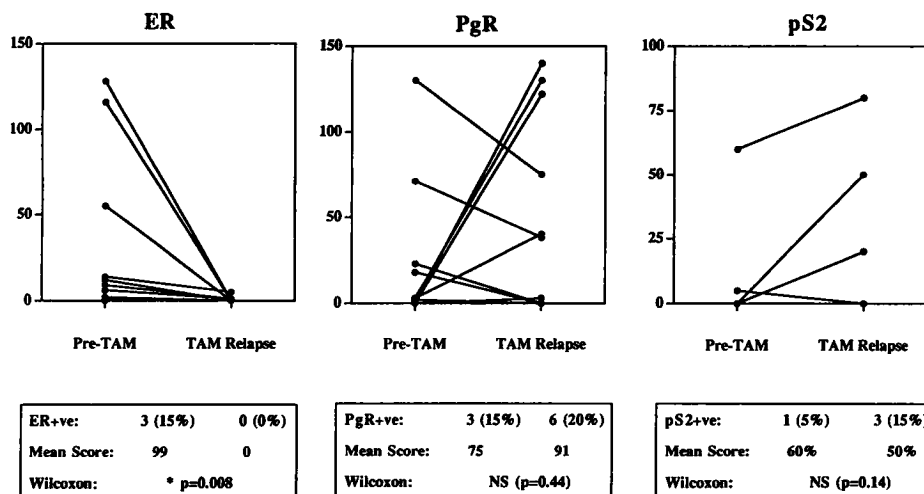 ER PgR pS2
150 150 100
100 100 75
50 50 50
25
0 0 0
Pre-TAM TAM Relapse Pre-TAM TAM Relapse Pre-TAM TAM Relapse
ER+ve: 3 (15%) 0 (0%) PgR+ve: 3 (15%) 6 (20%) pS2+ve: 1 (5%) 3 (15%)
Mean Score: 99 0 Mean Score: 75 91 Mean Score: 60% 50%
Wilcoxon: * p=0.008 Wilcoxon: NS (p=0.44) Wilcoxon: NS (p=0.14)